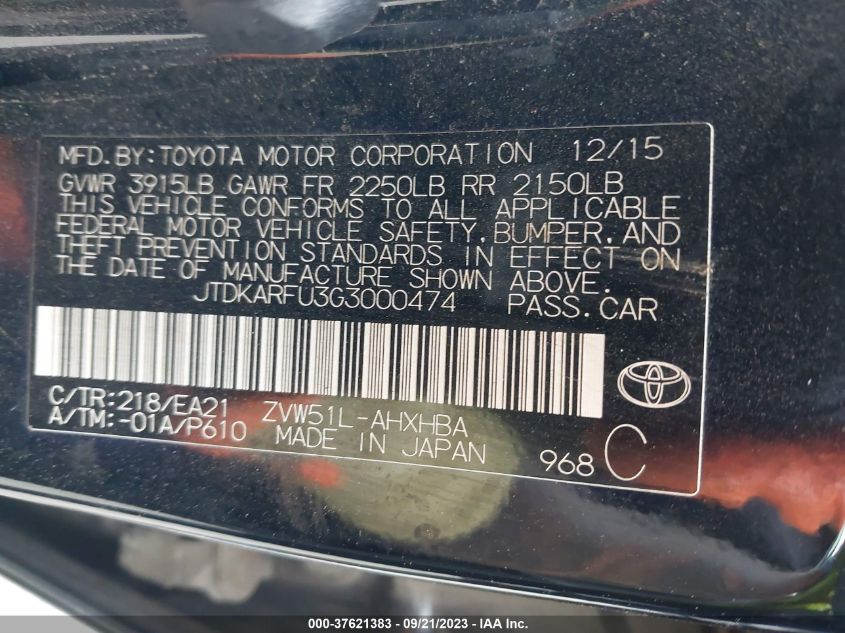 MFD.BY:TOYOTA MOTOR CORPORATION 12/15
GVWR 3915LB GAWR FR 2250LB RR 2150LB
THIS VEHICLE CONFORMS TO ALL APPLICABLE
FEDERAL MOTOR VEHICLE SAFETY,BUMPER,AND
THEFT PREVENTION STANDARDS IN EFFECT ON
THE DATE OF MANUFACTURE SHOWN ABOVE.
JTDKARFU3G3000474 PASS.CAR
C/TR:218/EA21 ZVW51L-AHXHBA
A/TM:-01A/P610 MADE IN JAPAN 968 C
000-37621383 - 09/21/2023 - © IAA, Inc.